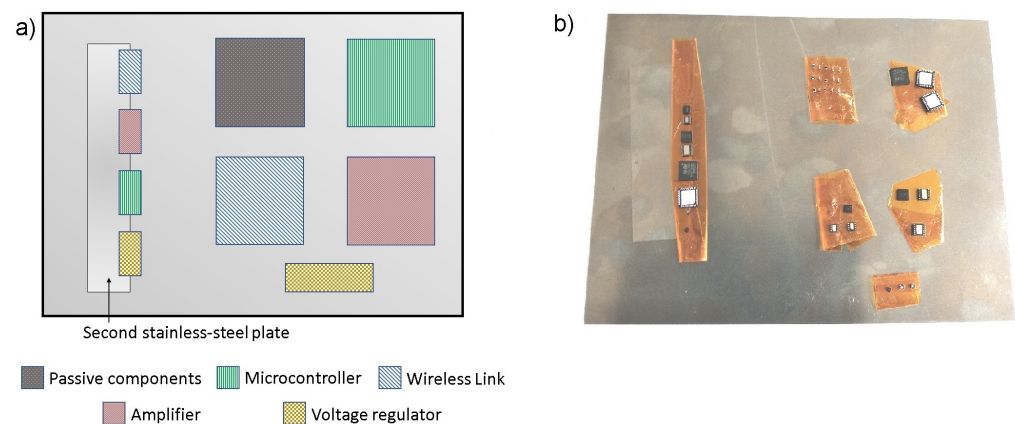 a)
b)
Second stainless-steel plate
Passive components
Microcontroller
Wireless Link
Amplifier
Voltage regulator